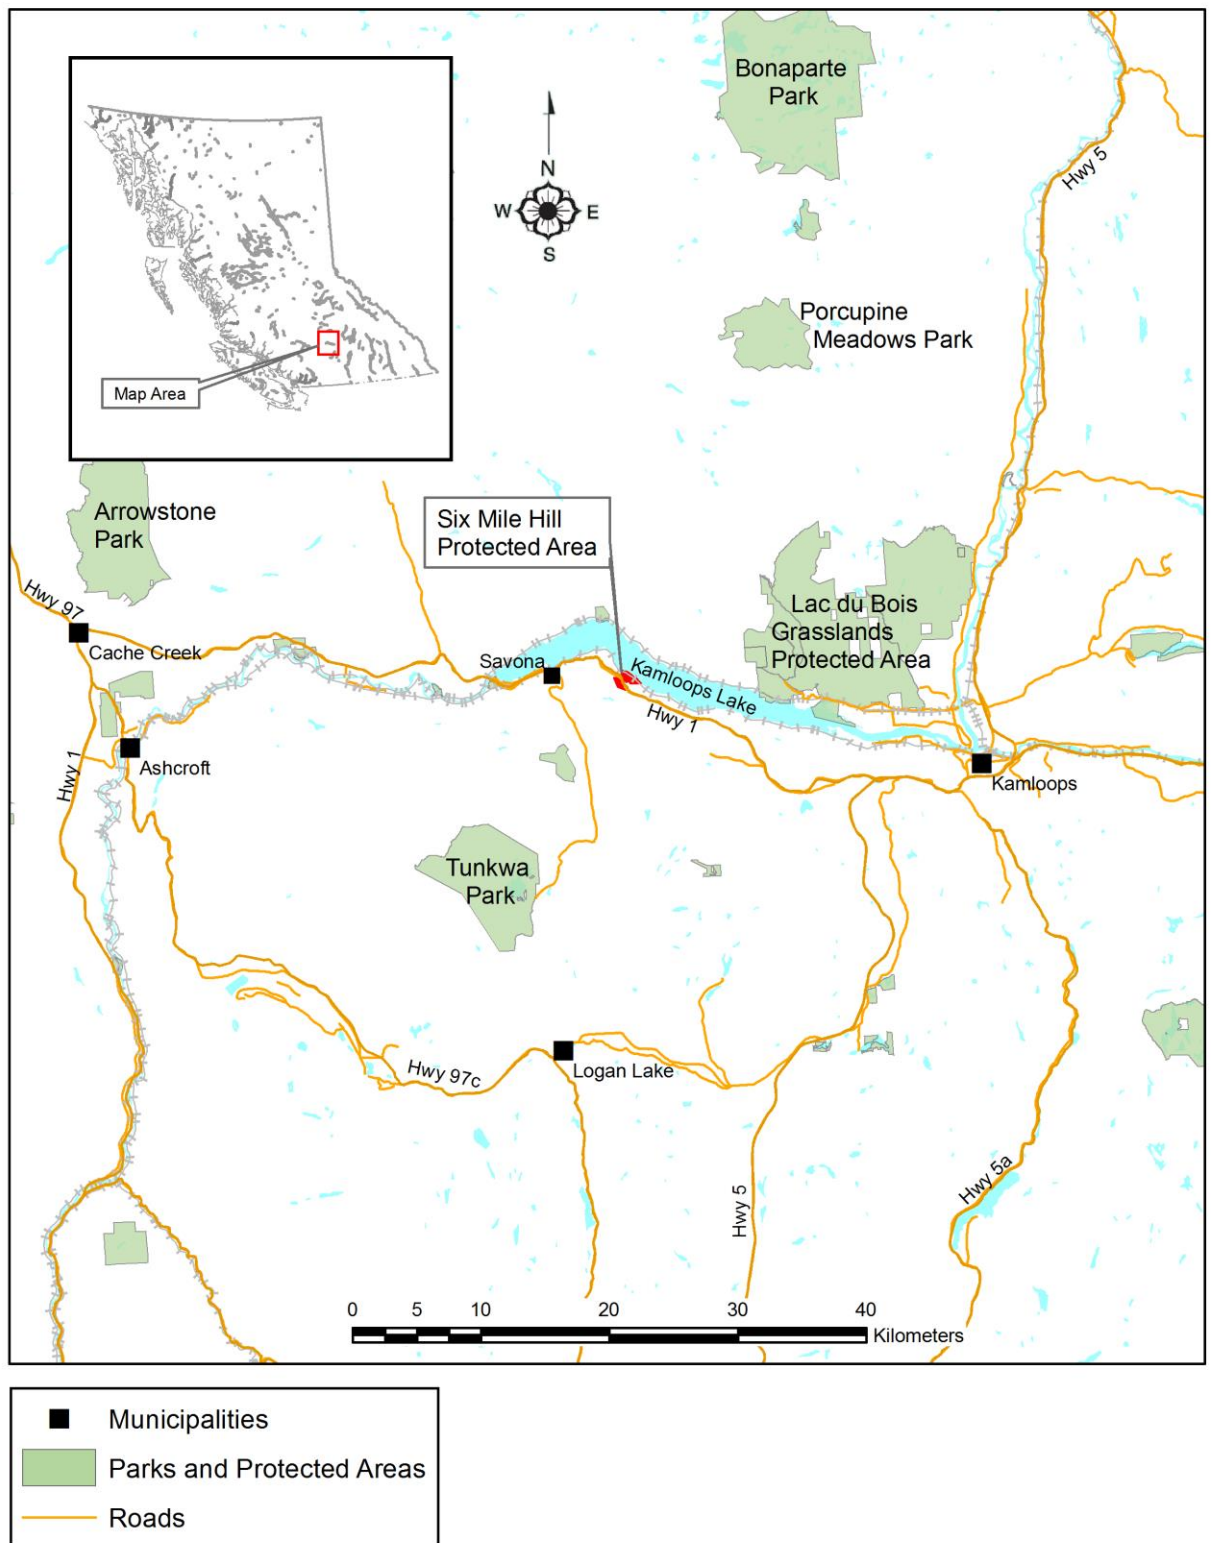 Bonaparte
Park
N
W
E
S
Hwy 5
Porcupine
Meadows Park
Map Area
Arrowstone
Park
Six Mile Hill
Protected Area
Hwy 97
Cache Creek
Lac du Bois
Grasslands
Protected Area
Savona
Kamloops Lake
Hwy 1
Hwy 1
Ashcroft
Kamloops
Tunkwa
Park
Logan Lake
Hwy 97c
Hwy 5
Hwy 5a
0 5 10 20 30 40
Kilometers
Municipalities
Parks and Protected Areas
Roads